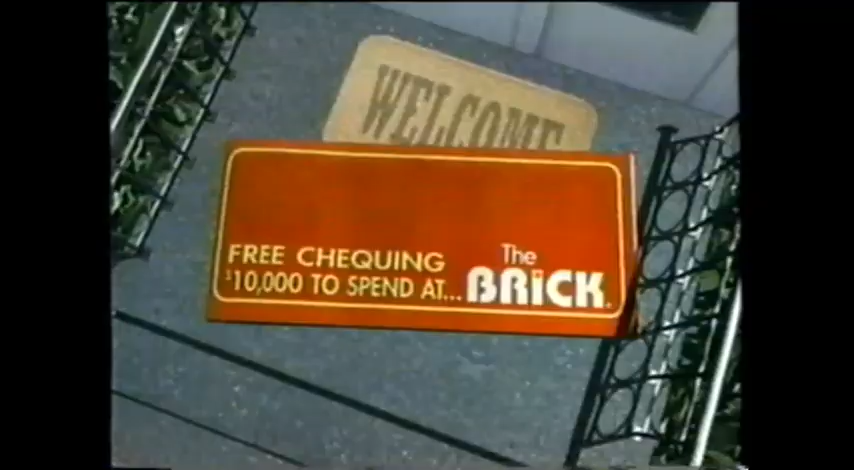 WELCOME
FREE CHEQUING
$10,000 TO SPEND AT...
The
BRiCK.